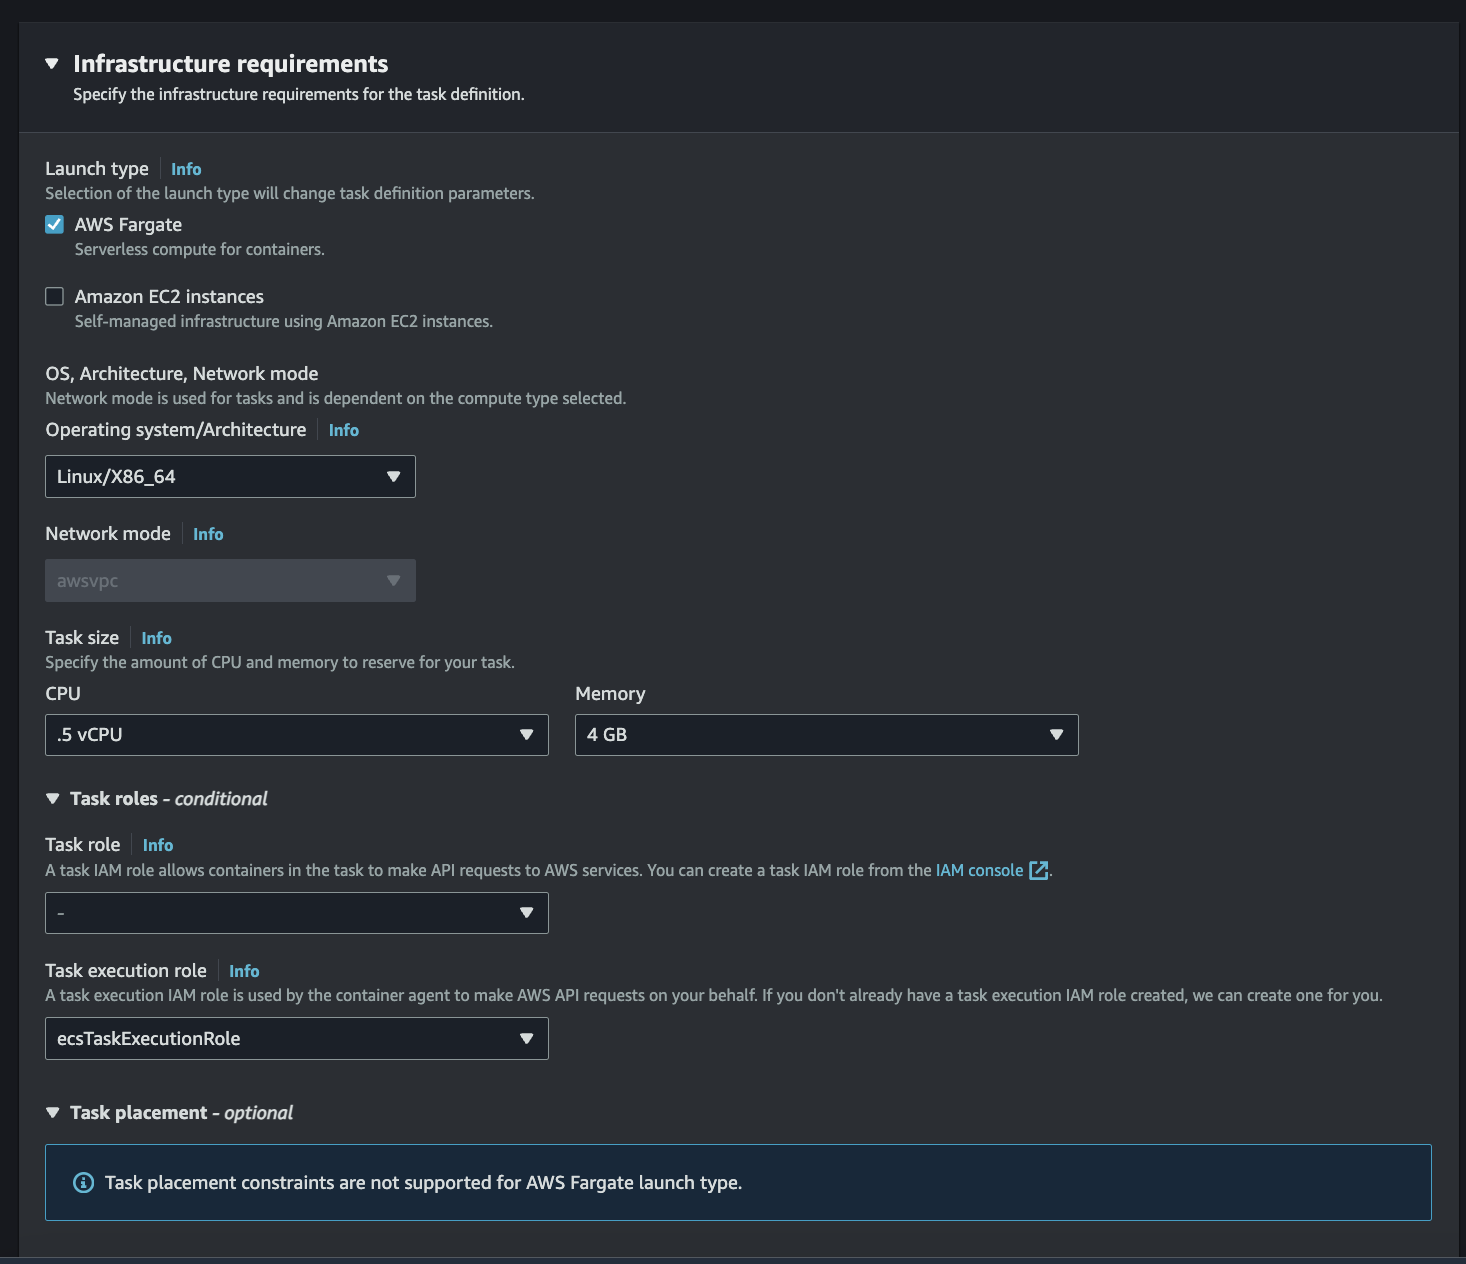 Infrastructure requirements
Specify the infrastructure requirements for the task definition.
Launch type Info
Selection of the launch type will change task definition parameters.
AWS Fargate
Serverless compute for containers.
Amazon EC2 instances
Self-managed infrastructure using Amazon EC2 instances.
OS, Architecture, Network mode
Network mode is used for tasks and is dependent on the compute type selected.
Operating system/Architecture Info
Linux/X86_64
Network mode Info
awsvpc
Task size Info
Specify the amount of CPU and memory to reserve for your task.
CPU Memory
.5 vCPU 4 GB
Task roles - conditional
Task role Info
A task IAM role allows containers in the task to make API requests to AWS services. You can create a task IAM role from the IAM console.
-
Task execution role Info
A task execution IAM role is used by the container agent to make AWS API requests on your behalf. If you don't already have a task execution IAM role created, we can create one for you.
ecsTaskExecutionRole
Task placement - optional
Task placement constraints are not supported for AWS Fargate launch type.